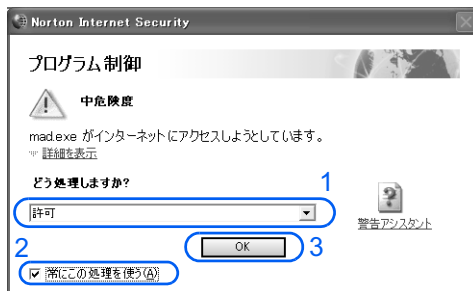 Norton Internet Security
プログラム制御
中危険度
mad.exe がインターネットにアクセスしようとしています。
詳細を表示
どう処理しますか?
1
許可
警告アシスタント
2
OK
3
常にこの処理を使う(A)